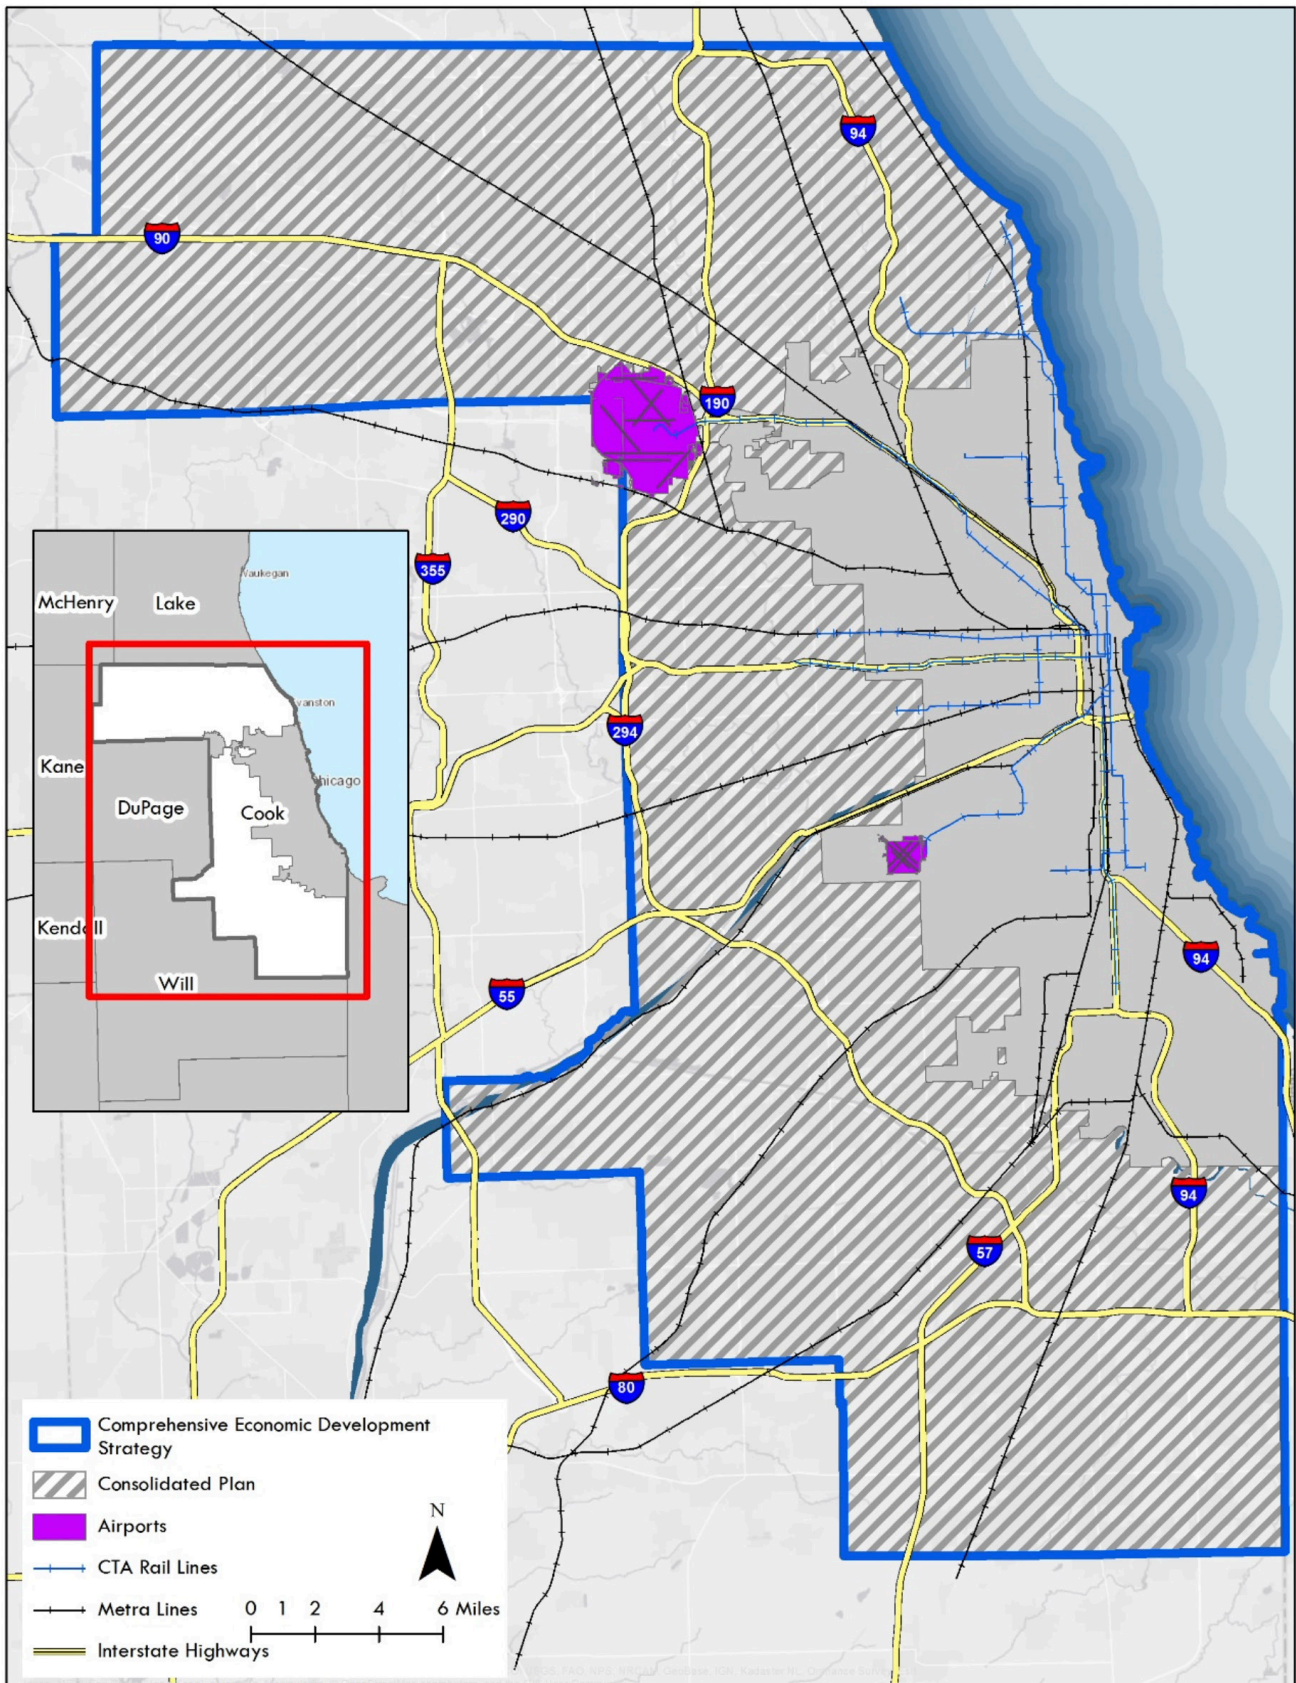 94
90
190
290
355
294
94
55
94
57
80
Waukegan
McHenry
Lake
vanston
Kane
hicago
DuPage
Cook
Kendall
Will
Comprehensive Economic Development
Strategy
Consolidated Plan
Airports
CTA Rail Lines
Metra Lines
Interstate Highways
N
0 1 2 4 6 Miles